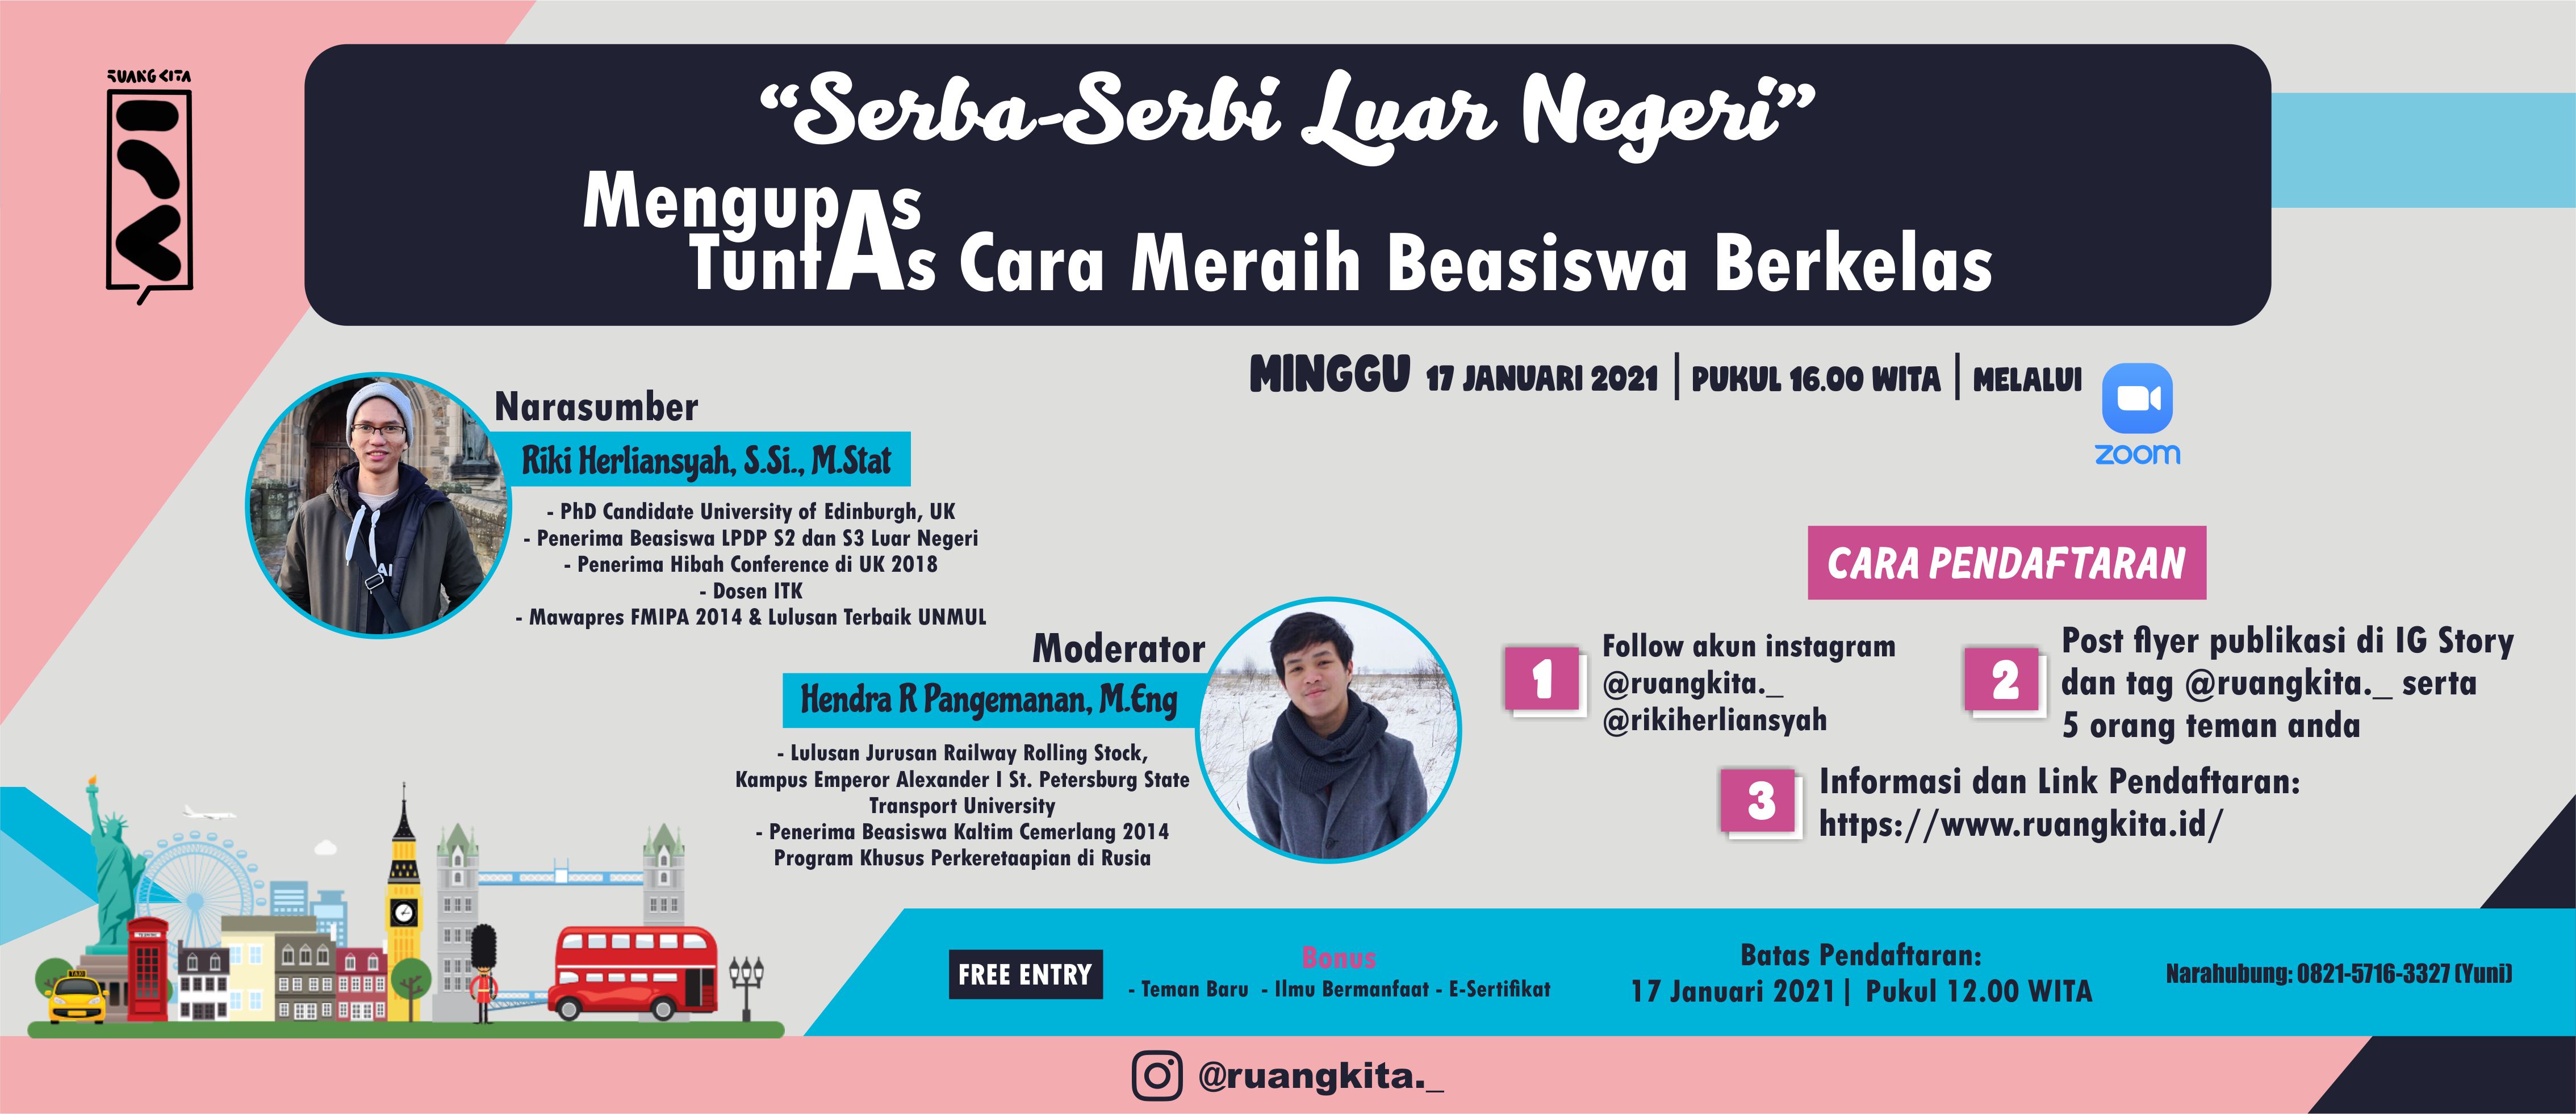 RUANG KITA
“Serba-Serbi Luar Negeri”
Mengupas
Tuntas Cara Meraih Beasiswa Berkelas
MINGGU 17 JANUARI 2021 | PUKUL 16.00 WITA | MELALUI
zoom
Narasumber
Riki Herliansyah, S.Si., M.Stat
- PhD Candidate University of Edinburgh, UK
- Penerima Beasiswa LPDP S2 dan S3 Luar Negeri
- Penerima Hibah Conference di UK 2018
- Dosen ITK
- Mawapres FMIPA 2014 & Lulusan Terbaik UNMUL
Moderator
Hendra R Pangemanan, M.Eng
- Lulusan Jurusan Railway Rolling Stock,
Kampus Emperor Alexander I St. Petersburg State
Transport University
- Penerima Beasiswa Kaltim Cemerlang 2014
Program Khusus Perkeretaapian di Rusia
CARA PENDAFTARAN
1
Follow akun instagram
@ruangkita._
@rikiherliansyah
2
Post flyer publikasi di IG Story
dan tag @ruangkita._ serta
5 orang teman anda
3
Informasi dan Link Pendaftaran:
https://www.ruangkita.id/
TAXI
FREE ENTRY
Bonus
- Teman Baru - Ilmu Bermanfaat - E-Sertifikat
Batas Pendaftaran:
17 Januari 2021 | Pukul 12.00 WITA
Narahubung: 0821-5716-3327 (Yuni)
@ruangkita._